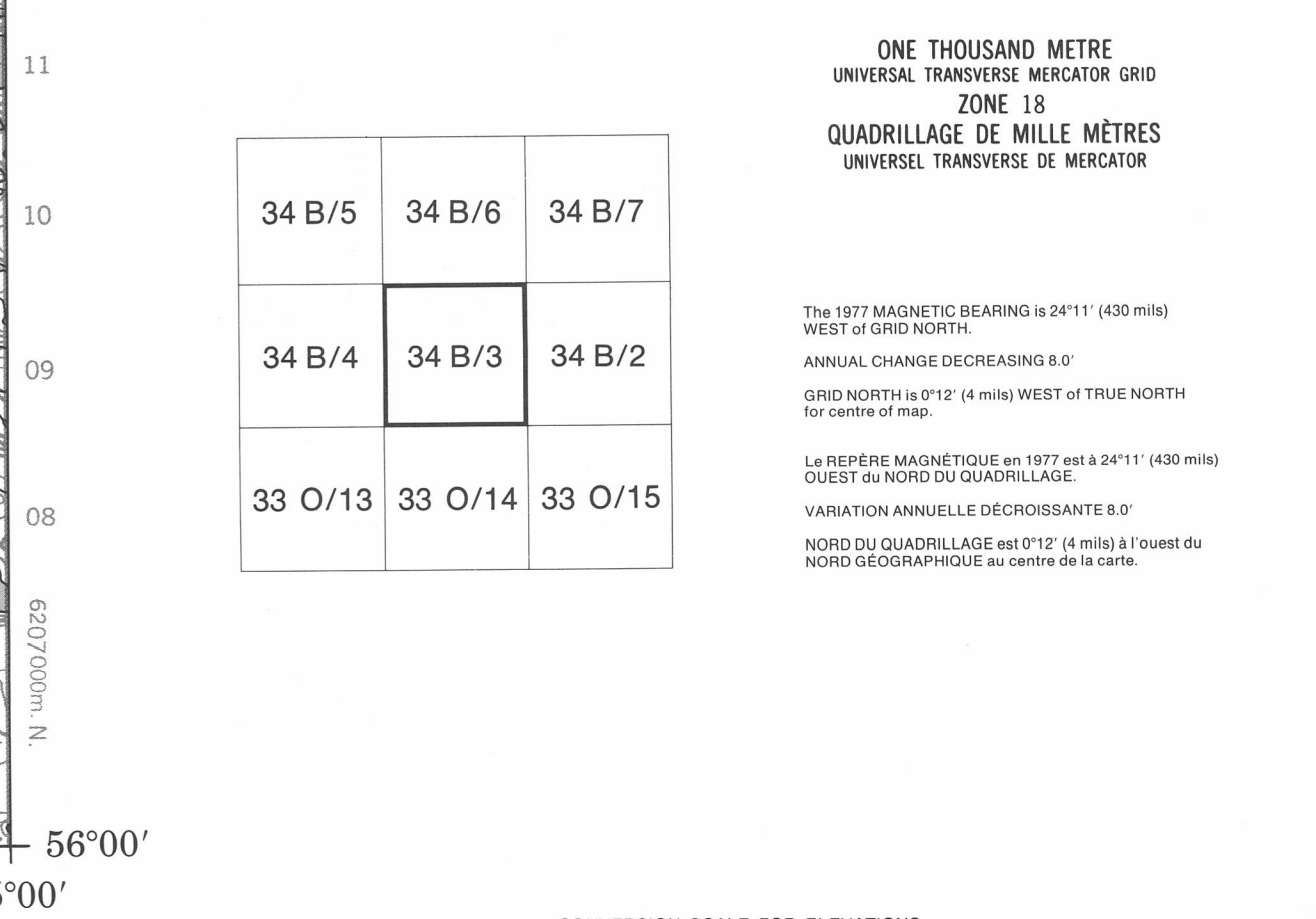 11
10
09
08
6207000m. N.
56°00′
°00′
34 B/5 34 B/6 34 B/7
34 B/4 34 B/3 34 B/2
33 O/13 33 O/14 33 O/15
ONE THOUSAND METRE
UNIVERSAL TRANSVERSE MERCATOR GRID
ZONE 18
QUADRILLAGE DE MILLE MÈTRES
UNIVERSEL TRANSVERSE DE MERCATOR
The 1977 MAGNETIC BEARING is 24°11′ (430 mils)
WEST of GRID NORTH.
ANNUAL CHANGE DECREASING 8.0′
GRID NORTH is 0°12′ (4 mils) WEST of TRUE NORTH
for centre of map.
Le REPÈRE MAGNÉTIQUE en 1977 est à 24°11′ (430 mils)
OUEST du NORD DU QUADRILLAGE.
VARIATION ANNUELLE DÉCROISSANTE 8.0′
NORD DU QUADRILLAGE est 0°12′ (4 mils) à l'ouest du
NORD GÉOGRAPHIQUE au centre de la carte.